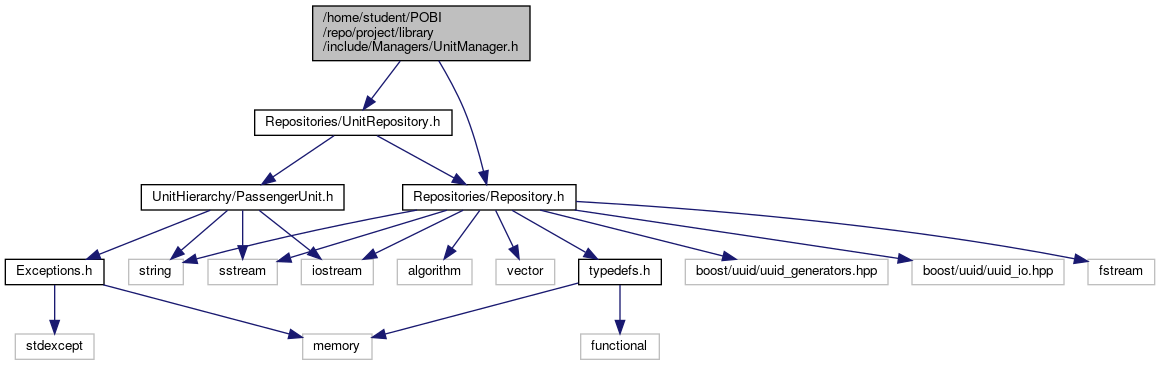 /home/student/POBI
/repo/project/library
/include/Managers/UnitManager.h
Repositories/UnitRepository.h
UnitHierarchy/PassengerUnit.h
Repositories/Repository.h
Exceptions.h
string
sstream
iostream
algorithm
vector
typedefs.h
boost/uuid/uuid_generators.hpp
boost/uuid/uuid_io.hpp
fstream
stdexcept
memory
functional